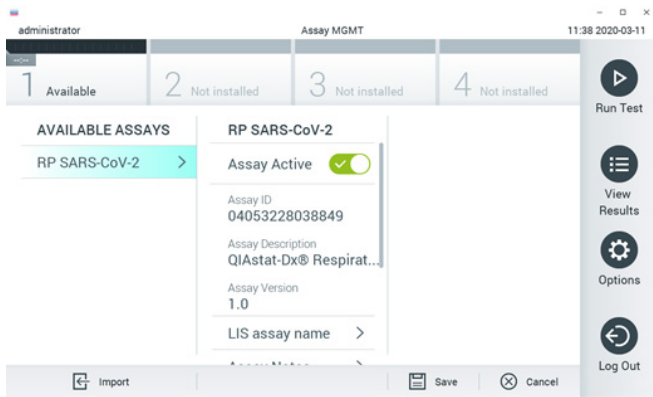 administrator
Assay MGMT
11:38 2020-03-11
--:--
1 Available
2 Not installed
3 Not installed
4 Not installed
Run Test
View
Results
Options
Log Out
AVAILABLE ASSAYS
RP SARS-CoV-2
RP SARS-CoV-2
Assay Active
Assay ID
04053228038849
Assay Description
QIAstat-Dx® Respirat...
Assay Version
1.0
LIS assay name
Import
Save
Cancel